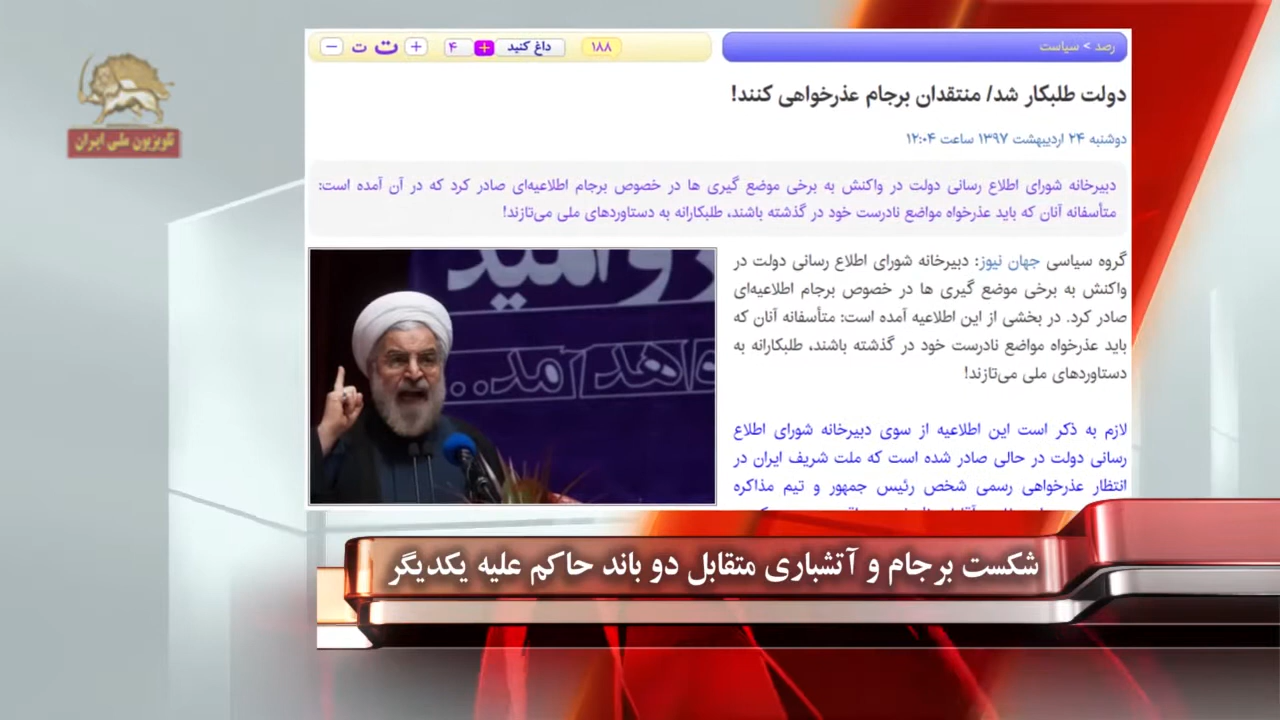 تلویزیون ملی ایران
رصد > سیاست
۱۸۸
داغ کنید + ۴
+ ت ت −
دولت طلبکار شد/ منتقدان برجام عذرخواهی کنند!
دوشنبه ۲۴ اردیبهشت ۱۳۹۷ ساعت ۱۲:۰۴
دبیرخانه شورای اطلاع رسانی دولت در واکنش به برخی موضع گیری ها در خصوص برجام اطلاعیه‌ای صادر کرد که در آن آمده است:
متأسفانه آنان که باید عذرخواه مواضع نادرست خود در گذشته باشند، طلبکارانه به دستاوردهای ملی می‌تازند!
گروه سیاسی جهان نیوز: دبیرخانه شورای اطلاع رسانی دولت در
واکنش به برخی موضع گیری ها در خصوص برجام اطلاعیه‌ای
صادر کرد. در بخشی از این اطلاعیه آمده است: متأسفانه آنان که
باید عذرخواه مواضع نادرست خود در گذشته باشند، طلبکارانه به
دستاوردهای ملی می‌تازند!
لازم به ذکر است این اطلاعیه از سوی دبیرخانه شورای اطلاع
رسانی دولت در حالی صادر شده است که ملت شریف ایران در
انتظار عذرخواهی رسمی شخص رئیس جمهور و تیم مذاکره
شکست برجام و آتشباری متقابل دو باند حاکم علیه یکدیگر